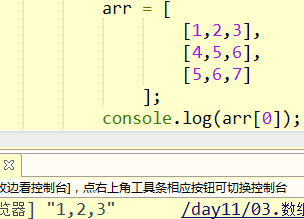 arr = [
[1,2,3],
[4,5,6],
[5,6,7]
];
console.log(arr[0]);
边看控制台], 点右上角工具条相应按钮可切换控制台
览器] "1,2,3" /day11/03.数组